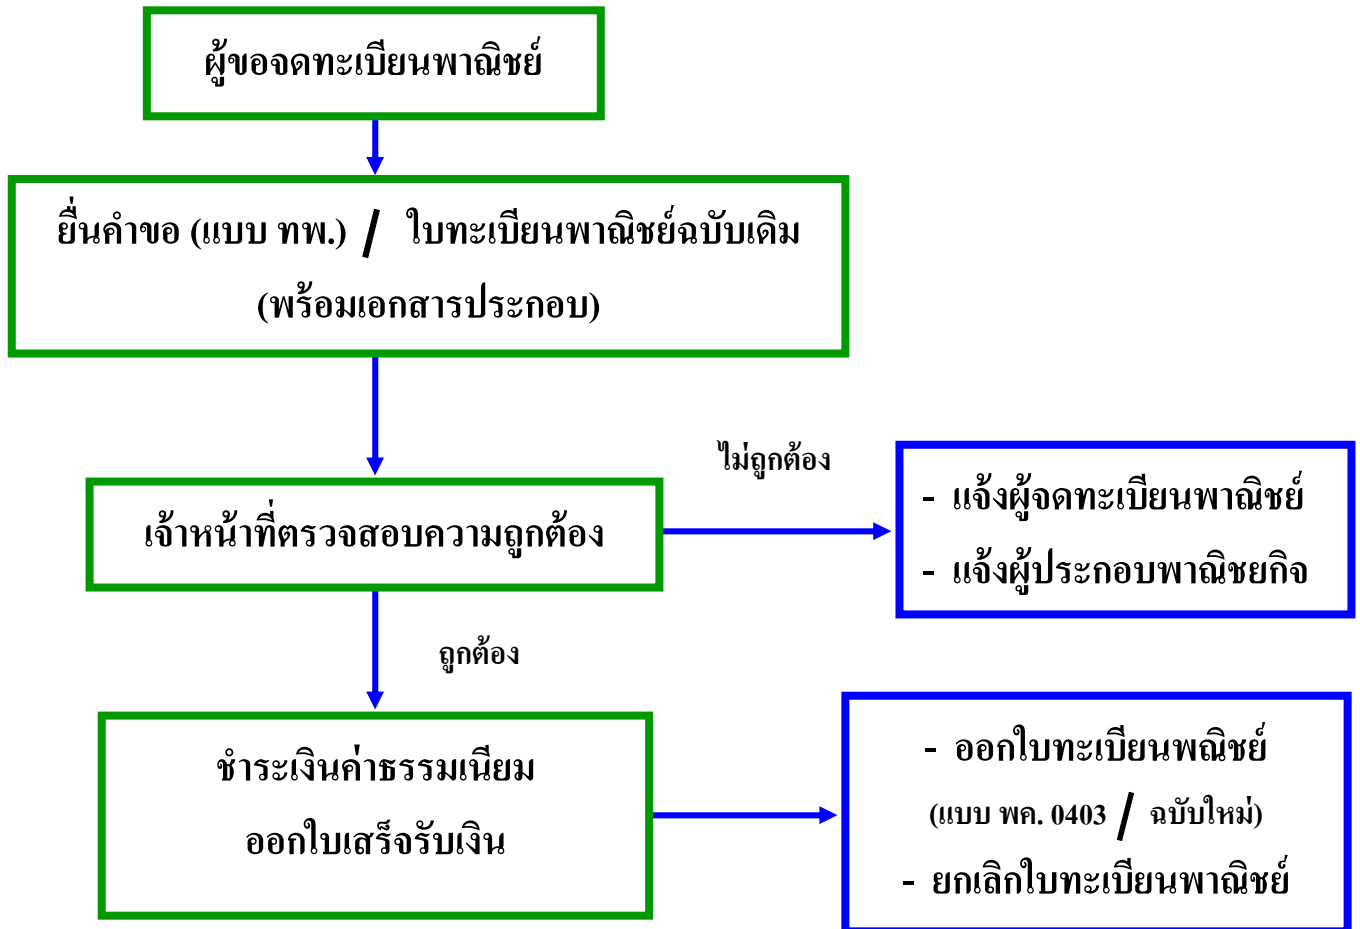 ผู้ขอจดทะเบียนพาณิชย์
ยื่นคำขอ (แบบ ทพ.) / ใบทะเบียนพาณิชย์ฉบับเดิม
(พร้อมเอกสารประกอบ)
ไม่ถูกต้อง
เจ้าหน้าที่ตรวจสอบความถูกต้อง
- แจ้งผู้จดทะเบียนพาณิชย์
- แจ้งผู้ประกอบพาณิชยกิจ
ถูกต้อง
ชำระเงินค่าธรรมเนียม
ออกใบเสร็จรับเงิน
- ออกใบทะเบียนพณิชย์
(แบบ พค. 0403 / ฉบับใหม่)
- ยกเลิกใบทะเบียนพาณิชย์